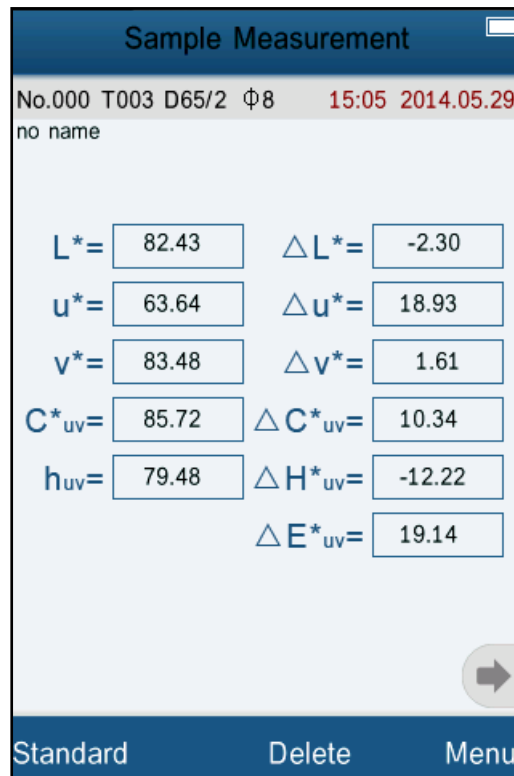 Sample Measurement
No.000 T003 D65/2 Φ8 15:05 2014.05.29
no name
L*= 82.43 △L*= -2.30
u*= 63.64 △u*= 18.93
v*= 83.48 △v*= 1.61
C*uv= 85.72 △C*uv= 10.34
huv= 79.48 △H*uv= -12.22
△E*uv= 19.14
Standard Delete Menu